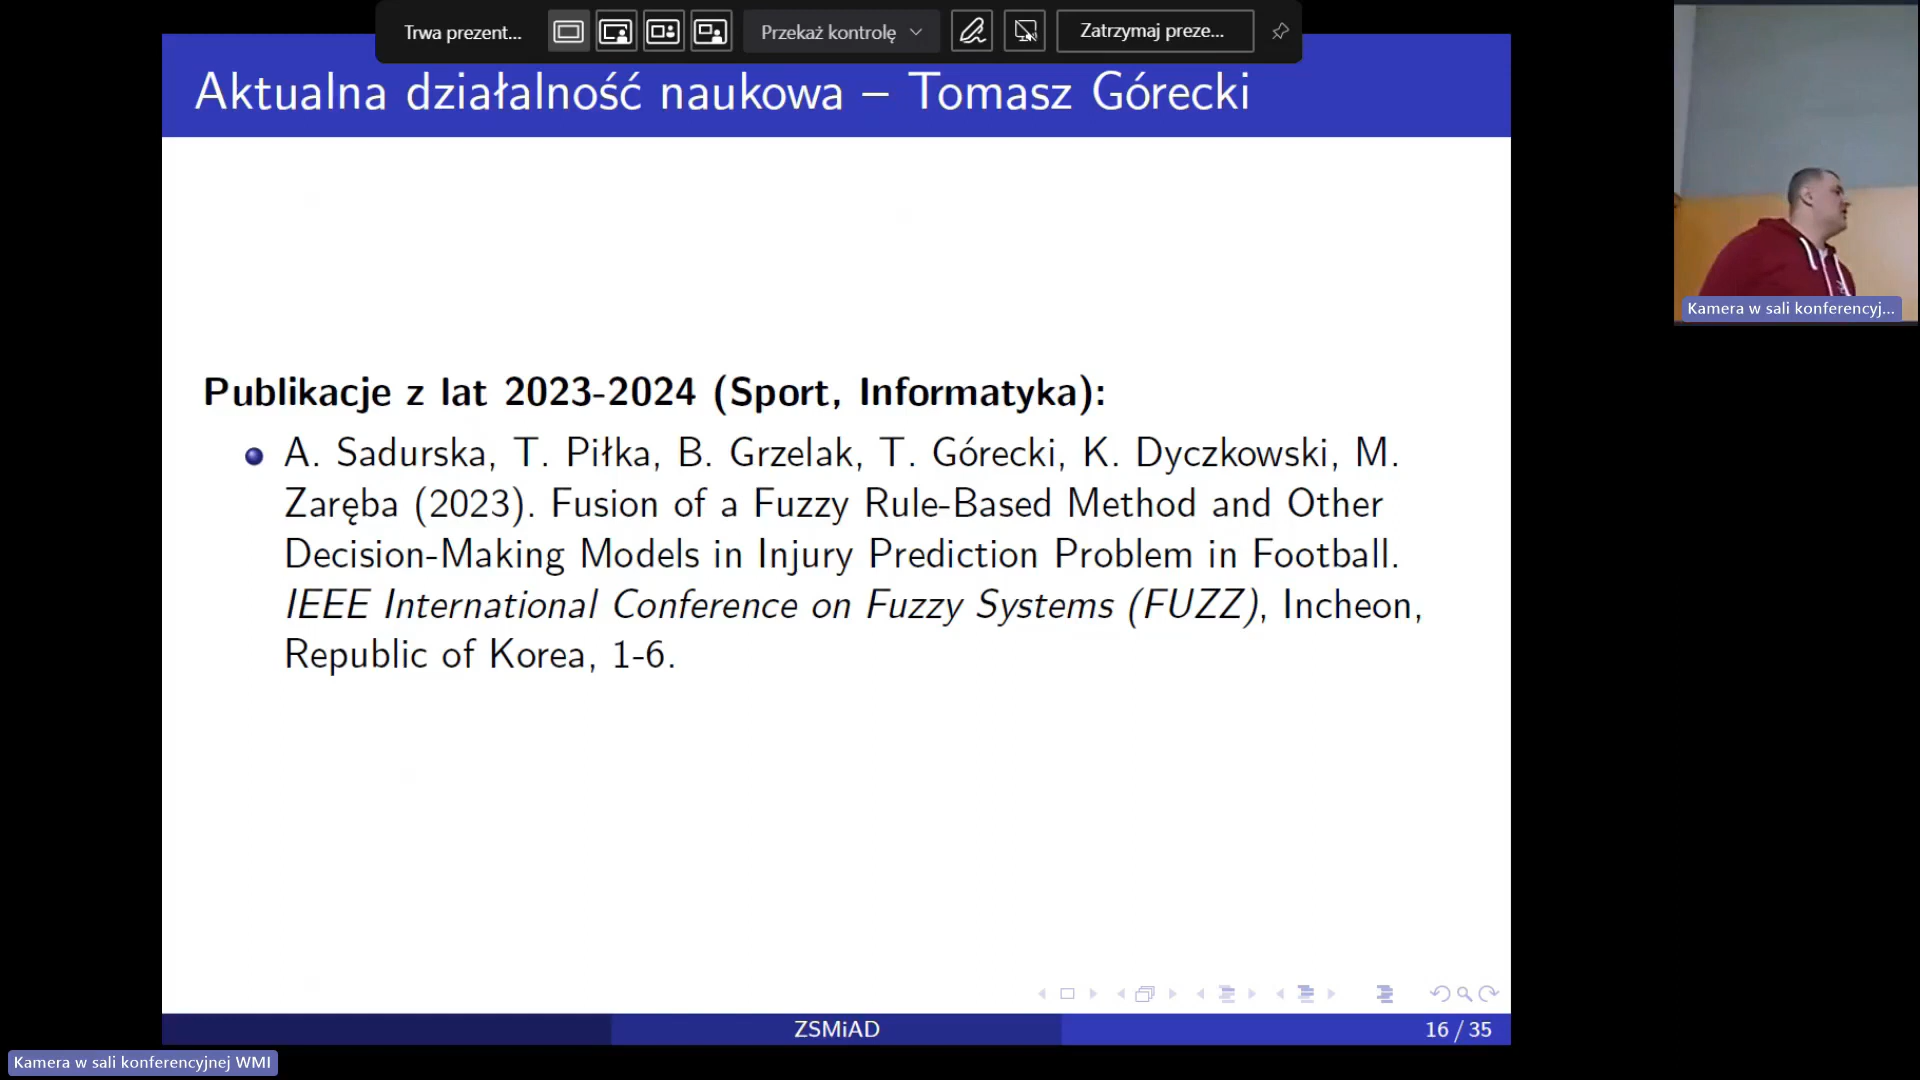 Trwa prezent...
Przekaż kontrolę
Zatrzymaj preze...
Aktualna działalność naukowa – Tomasz Górecki
Kamera w sali konferencyj...
Publikacje z lat 2023-2024 (Sport, Informatyka):
A. Sadurska, T. Piłka, B. Grzelak, T. Górecki, K. Dyczkowski, M.
Zaręba (2023). Fusion of a Fuzzy Rule-Based Method and Other
Decision-Making Models in Injury Prediction Problem in Football.
IEEE International Conference on Fuzzy Systems (FUZZ), Incheon,
Republic of Korea, 1-6.
ZSMiAD
16 / 35
Kamera w sali konferencyjnej WMI